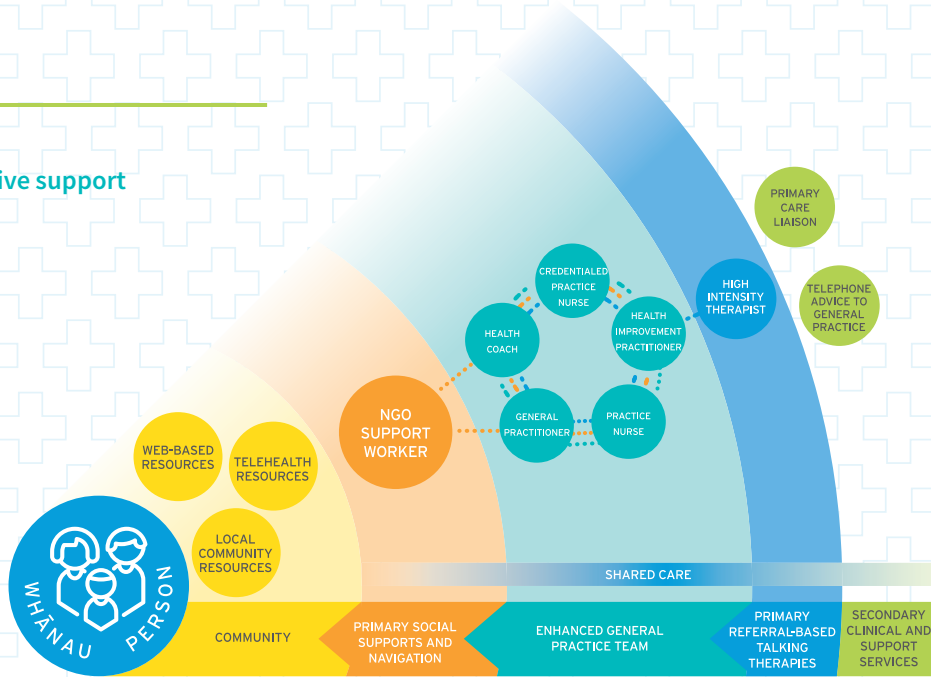 ive support
PRIMARY
CARE
LIAISON
TELEPHONE
ADVICE TO
GENERAL
PRACTICE
HIGH
INTENSITY
THERAPIST
CREDENTIALED
PRACTICE
NURSE
HEALTH
IMPROVEMENT
PRACTITIONER
HEALTH
COACH
GENERAL
PRACTITIONER
PRACTICE
NURSE
NGO
SUPPORT
WORKER
WEB-BASED
RESOURCES
TELEHEALTH
RESOURCES
LOCAL
COMMUNITY
RESOURCES
WHĀNAU PERSON
SHARED CARE
COMMUNITY
PRIMARY SOCIAL
SUPPORTS AND
NAVIGATION
ENHANCED GENERAL
PRACTICE TEAM
PRIMARY
REFERRAL-BASED
TALKING
THERAPIES
SECONDARY
CLINICAL AND
SUPPORT
SERVICES